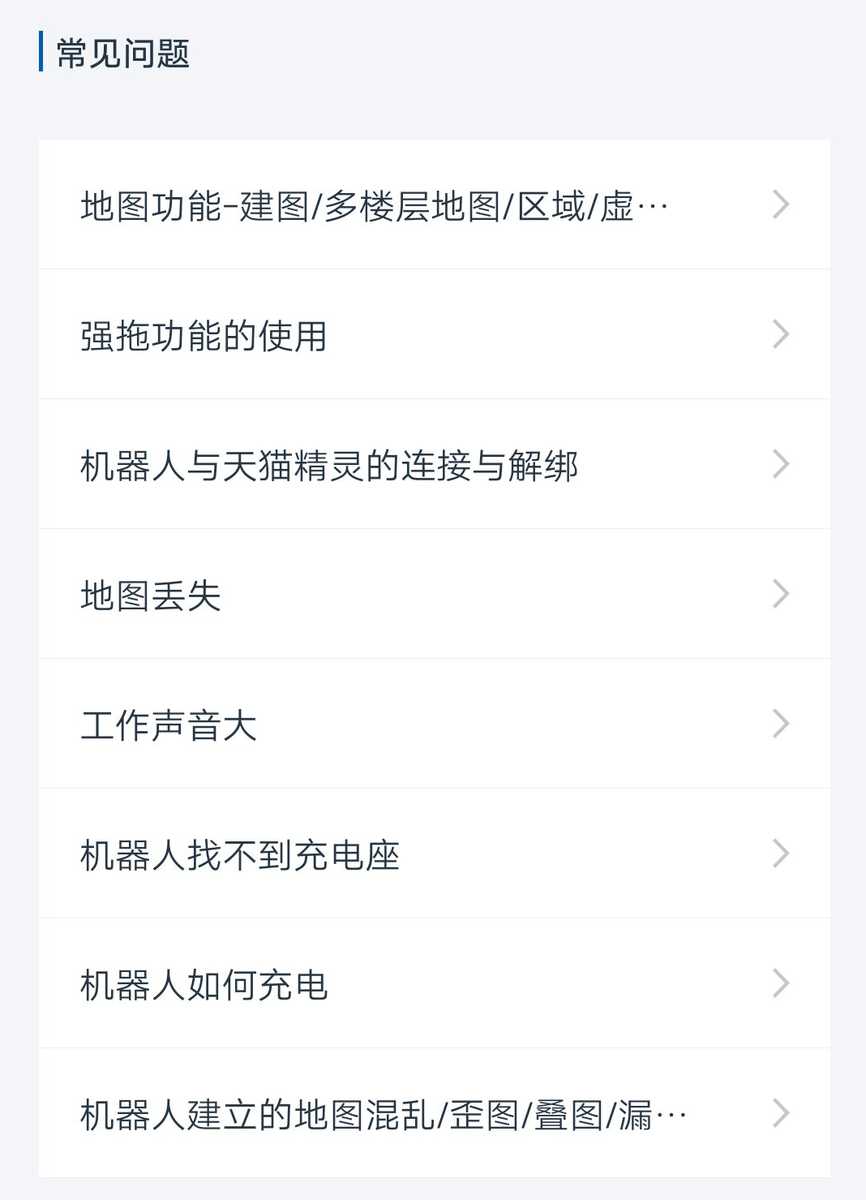 常见问题
地图功能-建图/多楼层地图/区域/虚…
强拖功能的使用
机器人与天猫精灵的连接与解绑
地图丢失
工作声音大
机器人找不到充电座
机器人如何充电
机器人建立的地图混乱/歪图/叠图/漏…